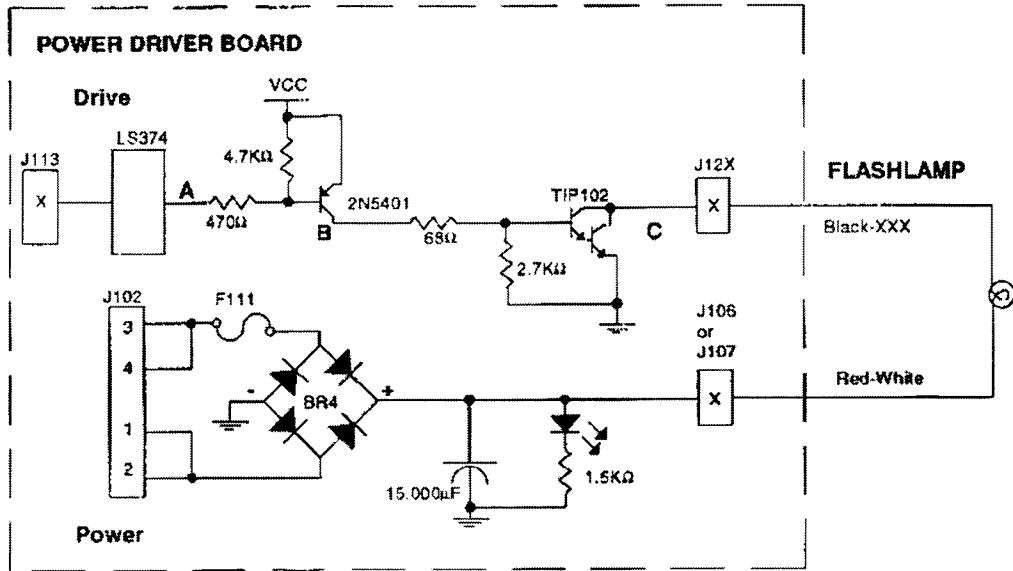 POWER DRIVER BOARD
Drive
VCC
LS374
J113
X
A
4.7KΩ
470Ω
2N5401
B
68Ω
TIP102
2.7KΩ
C
J12X
X
FLASHLAMP
Black-XXX
J102
3
4
1
2
F111
-
BR4
+
J106
or
J107
X
Red-White
15.000µF
1.5KΩ
Power